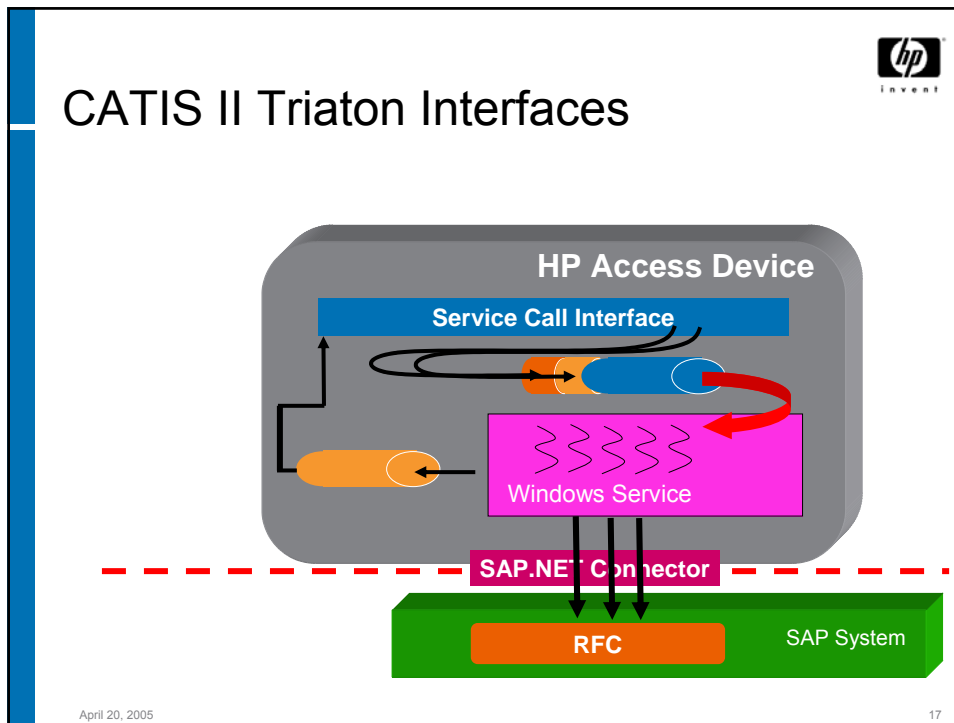 hp
invent
CATIS II Triaton Interfaces
HP Access Device
Service Call Interface
Windows Service
SAP.NET Connector
RFC
SAP System
April 20, 2005
17